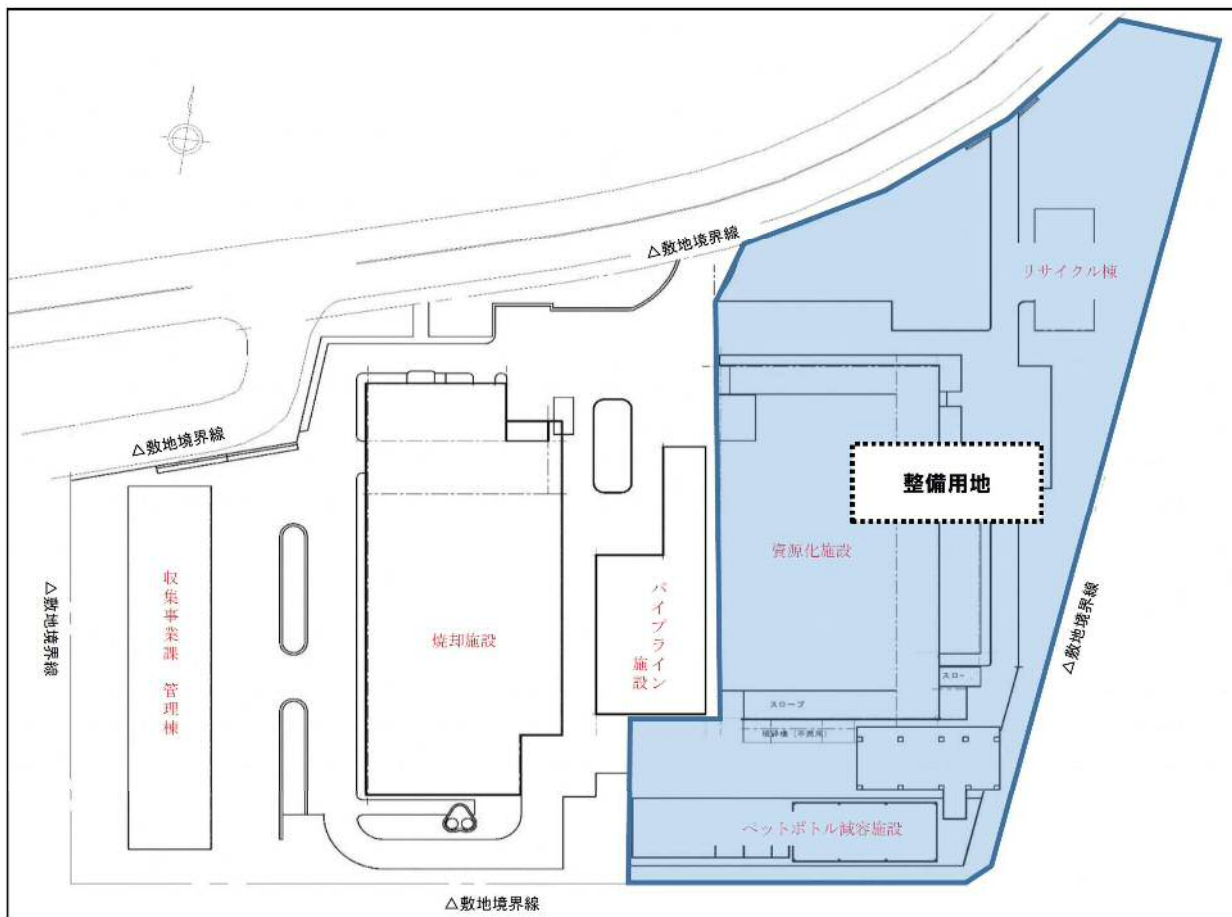 △敷地境界線
リサイクル棟
△敷地境界線
整備用地
資源化施設
△敷地境界線
収集事業課 管理棟
焼却施設
パイプライン
施設
△敷地境界線
スロー
スロープ
ペットボトル減容施設
△敷地境界線